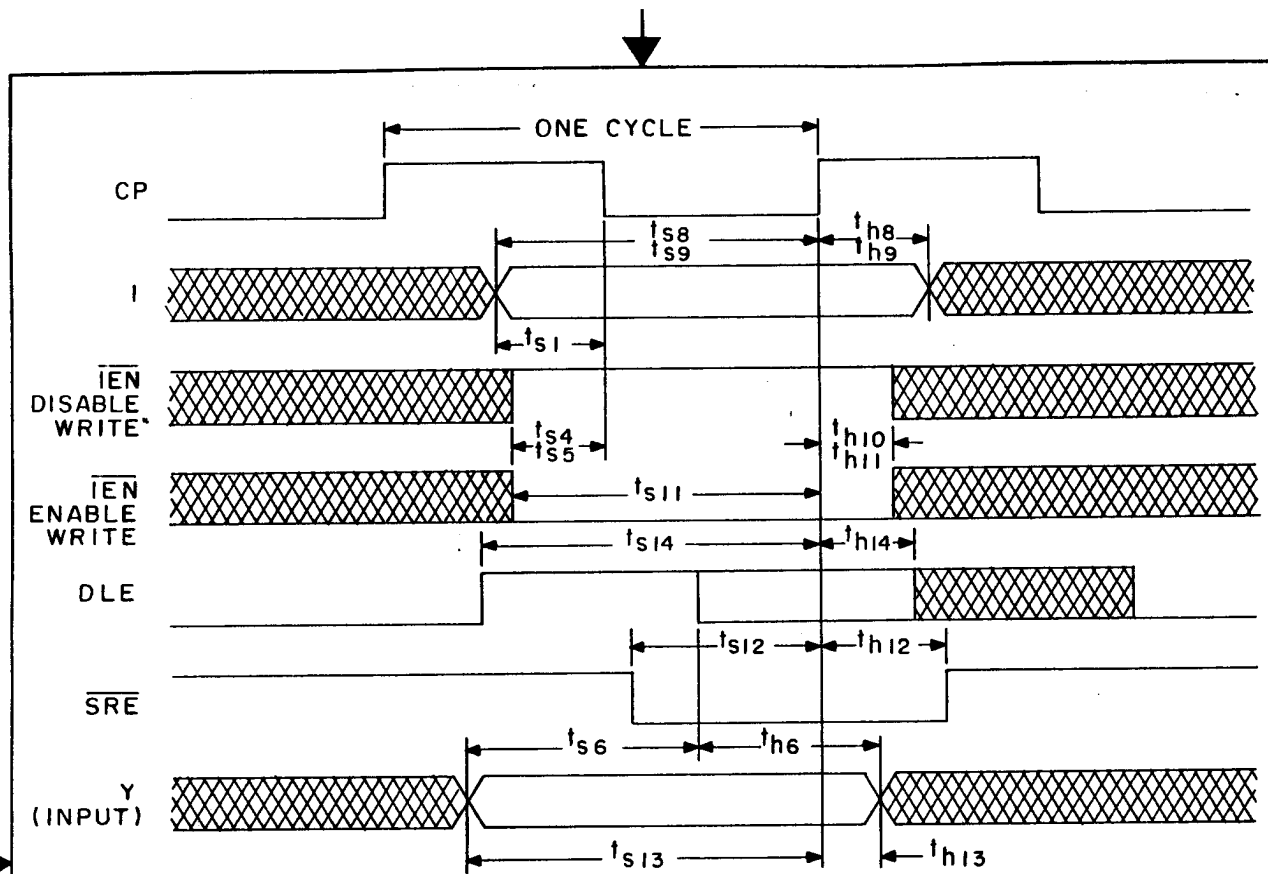 ONE CYCLE
CP
ts8
ts9
th8
th9
I
ts1
IEN
DISABLE
WRITE
ts4
ts5
th10
th11
IEN
ENABLE
WRITE
ts11
ts14
th14
DLE
ts12
th12
SRE
ts6
th6
Y
(INPUT)
ts13
th13